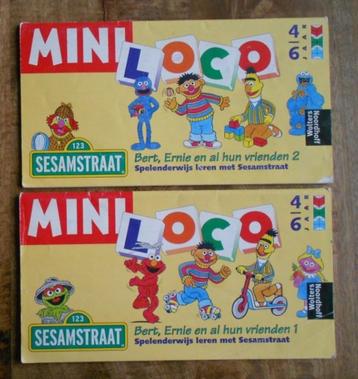 MINI
LOCO
4
6
JAAR
Noordhoff
Wolters
123
SESAMSTRAAT
Bert, Ernie en al hun vrienden 2
Spelenderwijs leren met Sesamstraat
MINI
LOCO
4
6
JAAR
Noordhoff
Wolters
123
SESAMSTRAAT
Bert, Ernie en al hun vrienden 1
Spelenderwijs leren met Sesamstraat